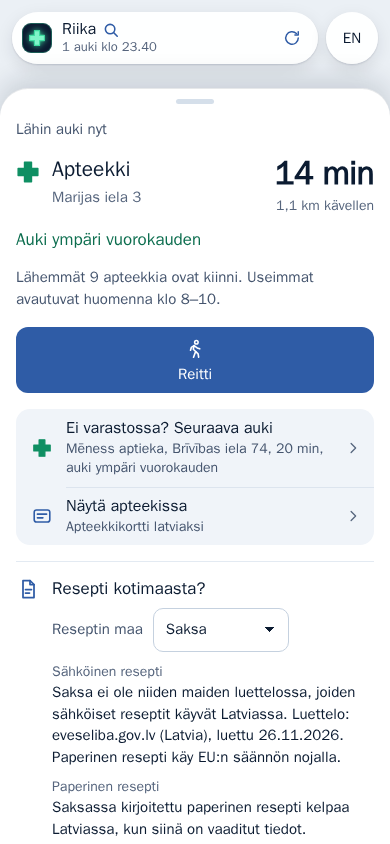 Riika
1 auki klo 23.40
EN
Lähin auki nyt
Apteekki
14 min
Marijas iela 3
1,1 km kävellen
Auki ympäri vuorokauden
Lähemmät 9 apteekkia ovat kiinni. Useimmat
avautuvat huomenna klo 8–10.
Reitti
Ei varastossa? Seuraava auki
Mēness aptieka, Brīvības iela 74, 20 min,
auki ympäri vuorokauden
Näytä apteekissa
Apteekkikortti latviaksi
Resepti kotimaasta?
Reseptin maa
Saksa
Sähköinen resepti
Saksa ei ole niiden maiden luettelossa, joiden
sähköiset reseptit käyvät Latviassa. Luettelo:
eveseliba.gov.lv (Latvia), luettu 26.11.2026.
Paperinen resepti käy EU:n säännön nojalla.
Paperinen resepti
Saksassa kirjoitettu paperinen resepti kelpaa
Latviassa, kun siinä on vaaditut tiedot.